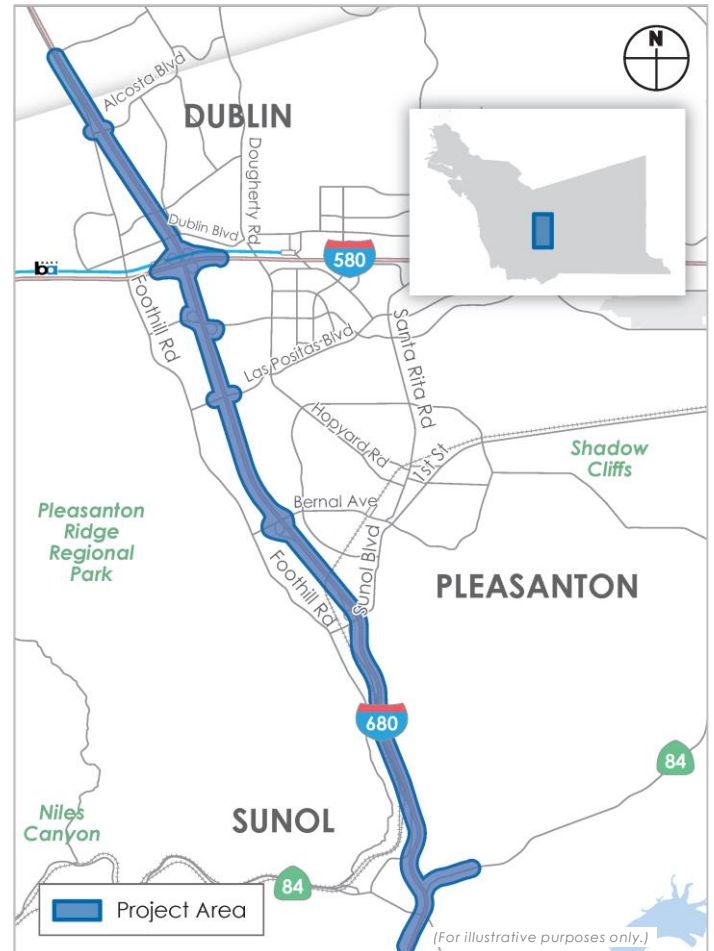 N
Alcosta Blvd
DUBLIN
Dougherty Rd
Dublin Blvd
580
ba
Foothill Rd
Las Positas Blvd
Santa Rita Rd
Hopyard Rd
1st St
Shadow
Cliffs
Bernal Ave
Pleasanton
Ridge
Regional
Park
Foothill Rd
Sunol Blvd
PLEASANTON
680
84
Niles
Canyon
SUNOL
84
Project Area
(For illustrative purposes only.)